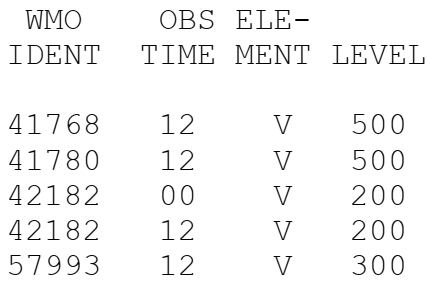 WMO OBS ELE-
IDENT TIME MENT LEVEL
41768 12 V 500
41780 12 V 500
42182 00 V 200
42182 12 V 200
57993 12 V 300